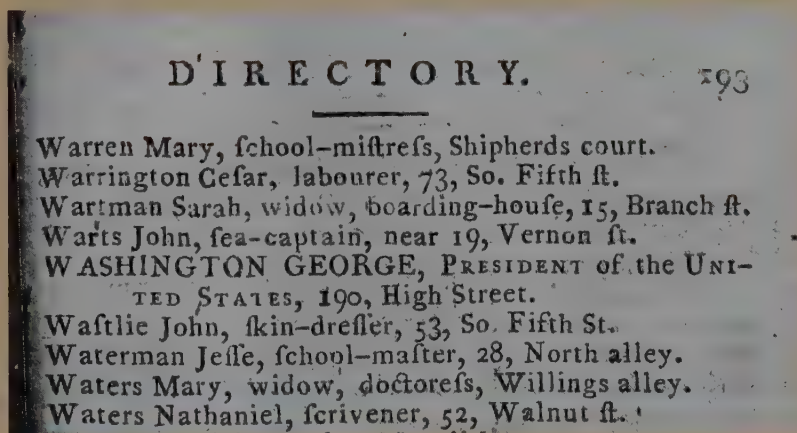 DIRECTORY. 193
Warren Mary, ſchool-miſtreſs, Shipherds court.
Warrington Ceſar, labourer, 73, So. Fifth ſt.
Wartman Sarah, widow, boarding-houſe, 15, Branch ſt.
Warts John, ſea-captain, near 19, Vernon ſt.
WASHINGTON GEORGE, PRESIDENT of the UNI-
TED STATES, 190, High Street.
Waſtlie John, ſkin-dreſſer, 53, So. Fifth St.
Waterman Jeſſe, ſchool-maſter, 28, North alley.
Waters Mary, widow, doctoreſs, Willings alley.
Waters Nathaniel, ſcrivener, 52, Walnut ſt.